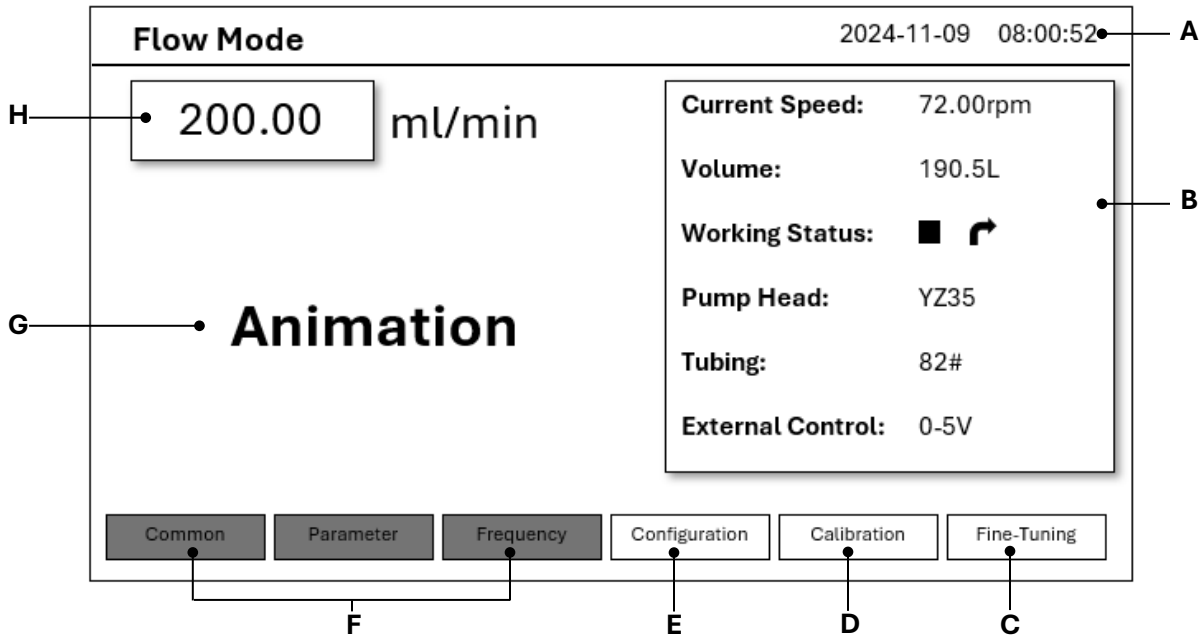 Flow Mode 2024-11-09 08:00:52 A
H 200.00 ml/min
Current Speed: 72.00rpm
Volume: 190.5L
B
Working Status:
Pump Head: YZ35
G Animation
Tubing: 82#
External Control: 0-5V
Common Parameter Frequency Configuration Calibration Fine-Tuning
F E D C